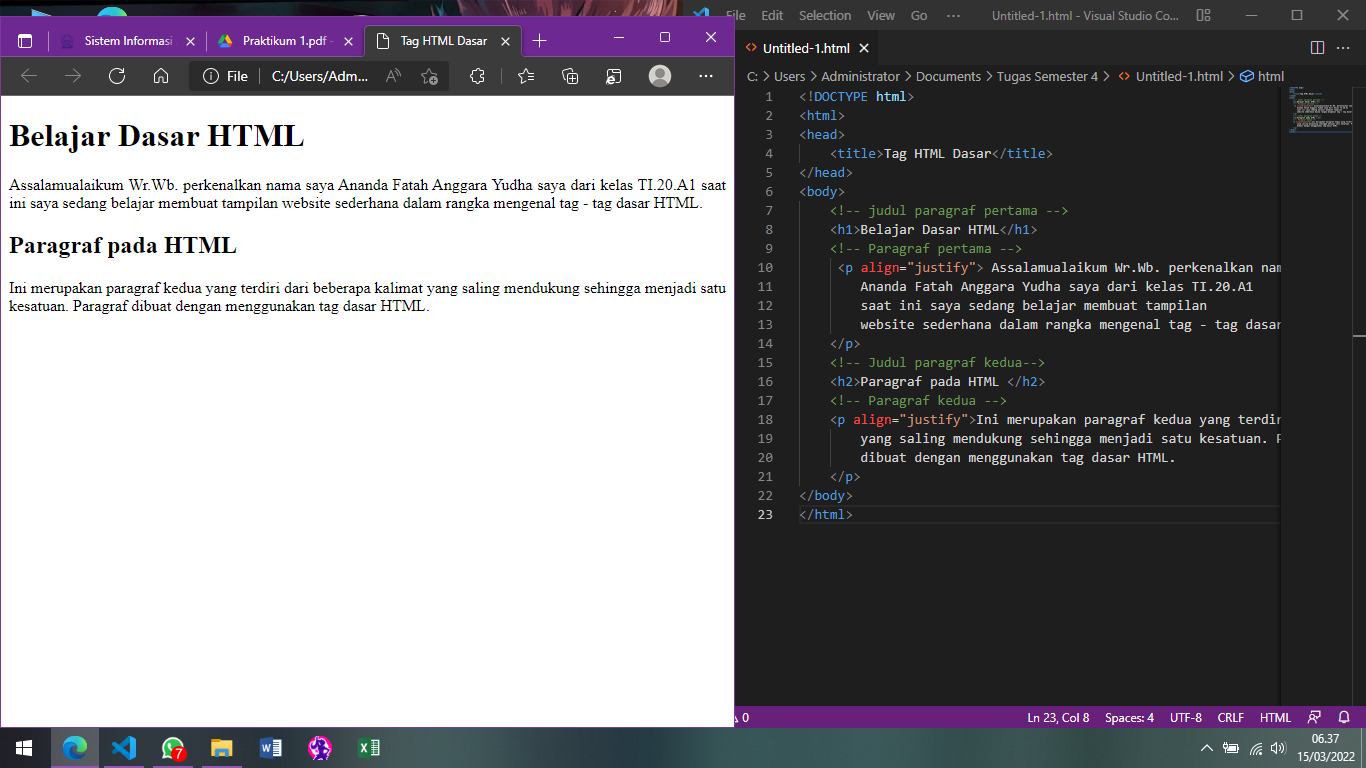 Sistem Informasi
Praktikum 1.pdf -
Tag HTML Dasar
File
C:/Users/Adm...
Belajar Dasar HTML
Assalamualaikum Wr.Wb. perkenalkan nama saya Ananda Fatah Anggara Yudha saya dari kelas TI.20.A1 saat
ini saya sedang belajar membuat tampilan website sederhana dalam rangka mengenal tag - tag dasar HTML.
Paragraf pada HTML
Ini merupakan paragraf kedua yang terdiri dari beberapa kalimat yang saling mendukung sehingga menjadi satu
kesatuan. Paragraf dibuat dengan menggunakan tag dasar HTML.
File Edit Selection View Go ··· Untitled-1.html - Visual Studio Co...
Untitled-1.html
C: > Users > Administrator > Documents > Tugas Semester 4 > Untitled-1.html > html
1 <!DOCTYPE html>
2 <html>
3 <head>
4 <title>Tag HTML Dasar</title>
5 </head>
6 <body>
7 <!-- judul paragraf pertama -->
8 <h1>Belajar Dasar HTML</h1>
9 <!-- Paragraf pertama -->
10 <p align="justify"> Assalamualaikum Wr.Wb. perkenalkan nam
11 Ananda Fatah Anggara Yudha saya dari kelas TI.20.A1
12 saat ini saya sedang belajar membuat tampilan
13 website sederhana dalam rangka mengenal tag - tag dasar
14 </p>
15 <!-- Judul paragraf kedua-->
16 <h2>Paragraf pada HTML </h2>
17 <!-- Paragraf kedua -->
18 <p align="justify">Ini merupakan paragraf kedua yang terdir
19 yang saling mendukung sehingga menjadi satu kesatuan. P
20 dibuat dengan menggunakan tag dasar HTML.
21 </p>
22 </body>
23 </html>
0
Ln 23, Col 8 Spaces: 4 UTF-8 CRLF HTML
7
06.37
15/03/2022